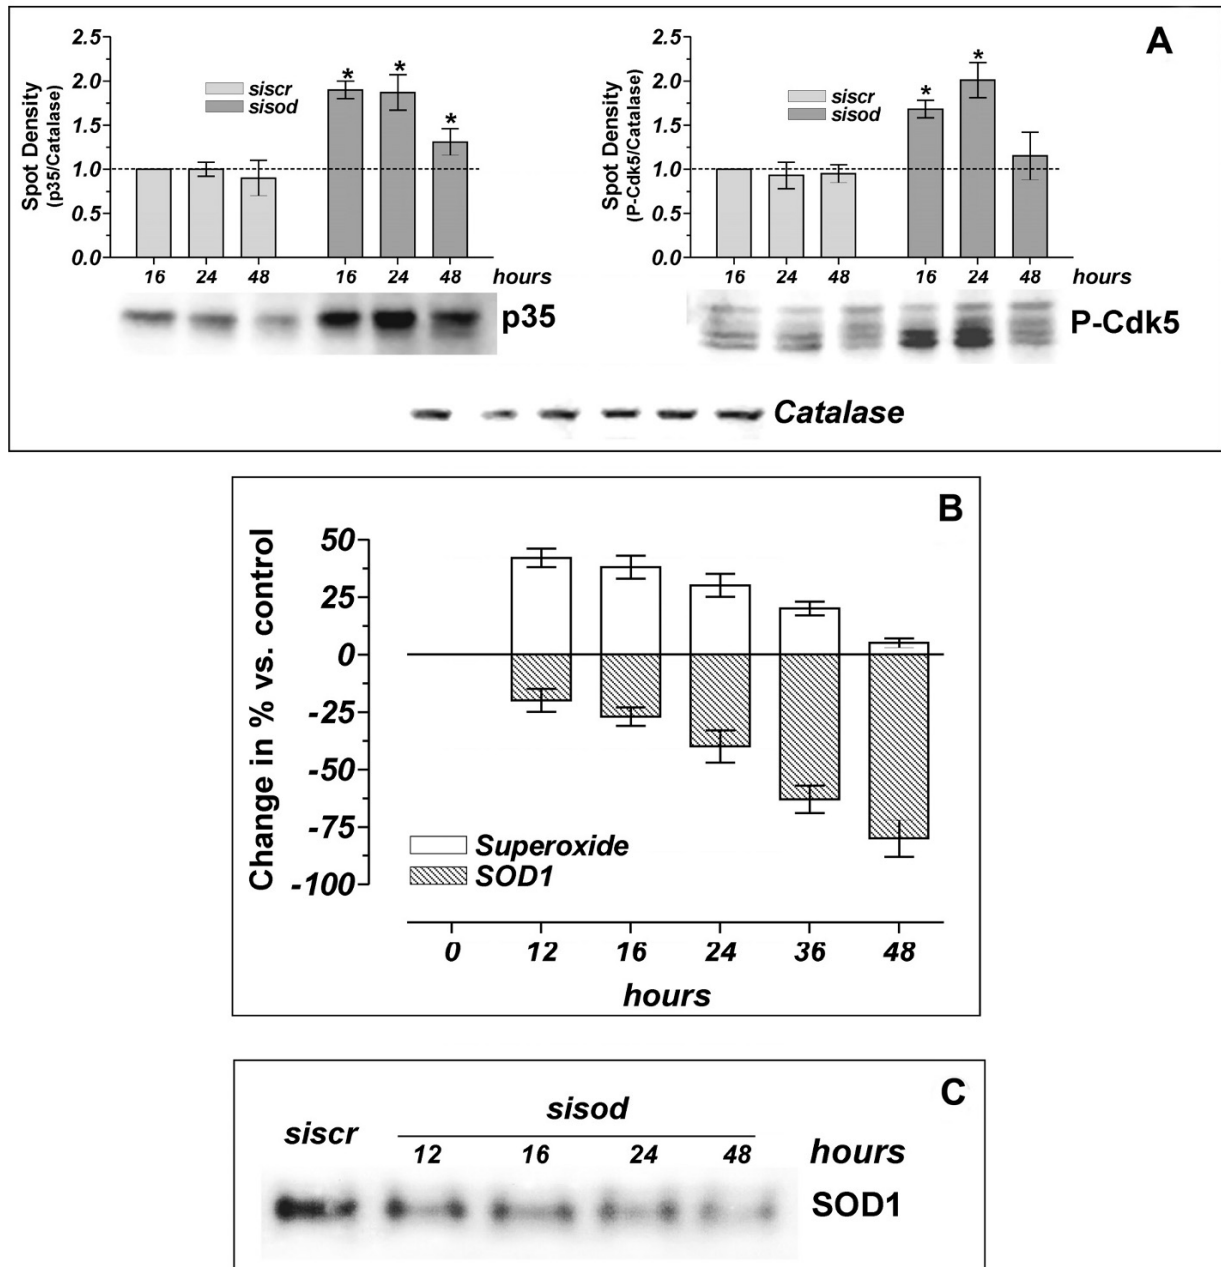 A
Spot Density
(p35/Catalase)
2.5
2.0
1.5
1.0
0.5
0.0
siscr
sisod
* * *
16 24 48 16 24 48 hours
p35
Spot Density
(P-Cdk5/Catalase)
2.5
2.0
1.5
1.0
0.5
0.0
siscr
sisod
* *
16 24 48 16 24 48 hours
P-Cdk5
Catalase
B
Change in % vs. control
50
25
0
-25
-50
-75
-100
Superoxide
SOD1
0 12 16 24 36 48
hours
C
sisod
siscr
12 16 24 48 hours
SOD1